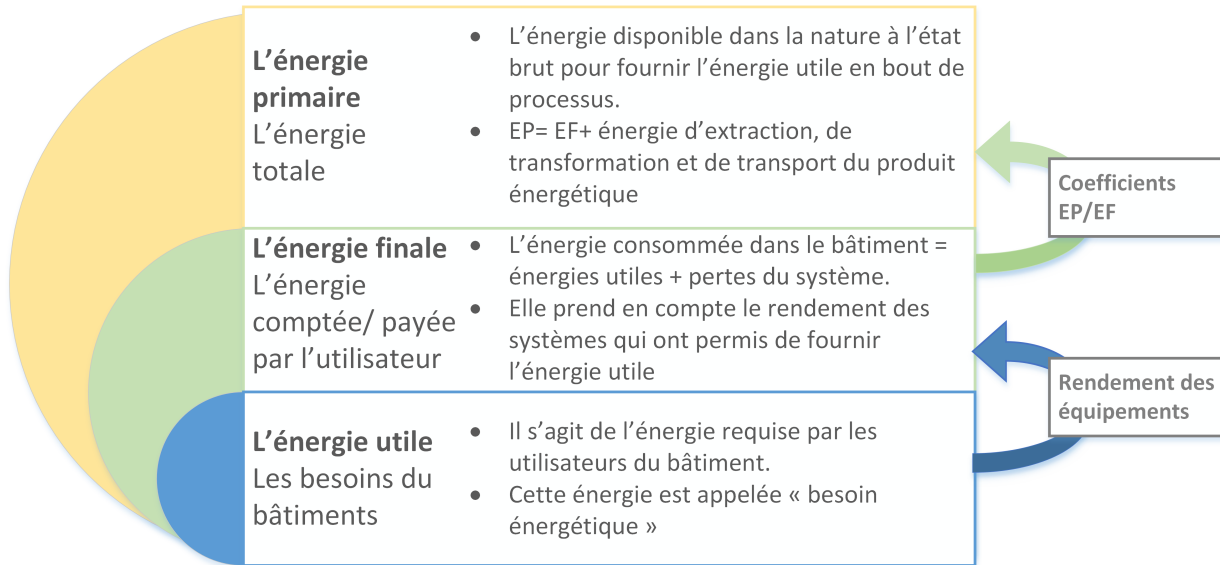 L’énergie
primaire
L’énergie
totale
• L’énergie disponible dans la nature à l’état
brut pour fournir l’énergie utile en bout de
processus.
• EP= EF+ énergie d’extraction, de
transformation et de transport du produit
énergétique
Coefficients
EP/EF
L’énergie finale
L’énergie
comptée/ payée
par l’utilisateur
• L’énergie consommée dans le bâtiment =
énergies utiles + pertes du système.
• Elle prend en compte le rendement des
systèmes qui ont permis de fournir
l’énergie utile
Rendement des
équipements
L’énergie utile
Les besoins du
bâtiments
• Il s’agit de l’énergie requise par les
utilisateurs du bâtiment.
• Cette énergie est appelée « besoin
énergétique »